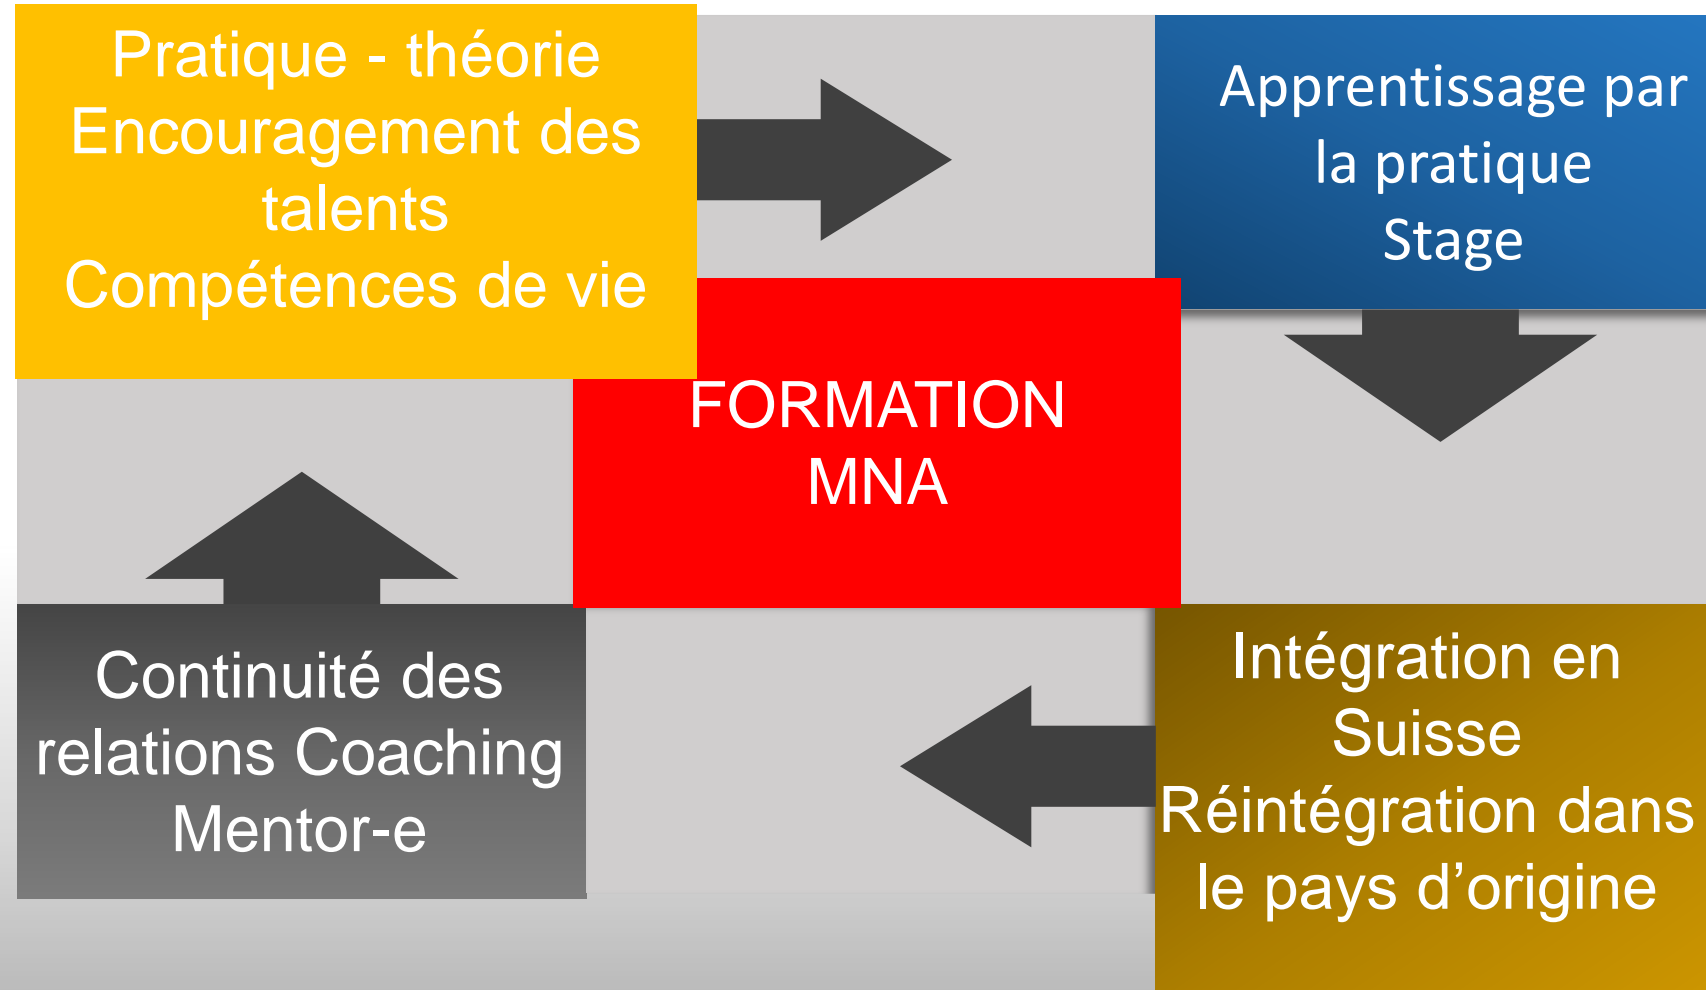 Pratique - théorie
Encouragement des
talents
Compétences de vie
Apprentissage par
la pratique
Stage
FORMATION
MNA
Continuité des
relations Coaching
Mentor-e
Intégration en
Suisse
Réintégration dans
le pays d’origine